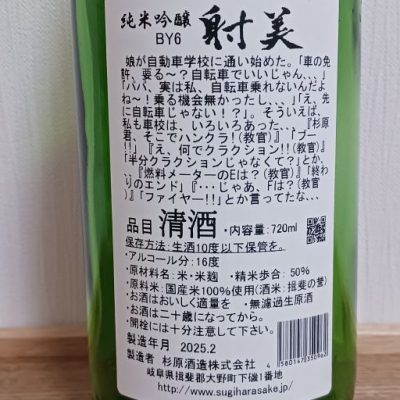 純米吟醸
BY6
射美
娘が自動車学校に通い始めた。「車の免
許、要る〜？自転車でいいじゃん、、、」
「パパ、実は私、自転車乗れないんだよ
ね〜！乗る機会無かったし、、、」「え、先
に自転車じゃない！？」。そういえば、
私も車校は、いろいろあった、、、『杉原
君、そこでハンクラ！（教官）』「プー
！！」『え、何でクラクション!!（教官）』
「半分クラクションじゃなくて？」とか、
、『燃料メーターのEは？（教官）』「終わ
りのエンド」『・・・じゃあ、Fは？（教官
）』「ファイヤー!!」とか言ってたな、、、
品目 清酒 ・内容量：720ml
保存方法：生酒10度以下保管を。
・アルコール分：16度
・原材料名：米・米麹 ・精米歩合：50%
・原料米：国産米100%使用（酒米：揖斐の誉）
・お酒はおいしく適量を ・無濾過生原酒
・お酒は二十歳になってから。
・開栓には十分注意して下さい。
製造年月 2025.2
製造者 杉原酒造株式会社
岐阜県揖斐郡大野町下磯1番地
http://www.sugiharasake.jp/
4 580147 350962